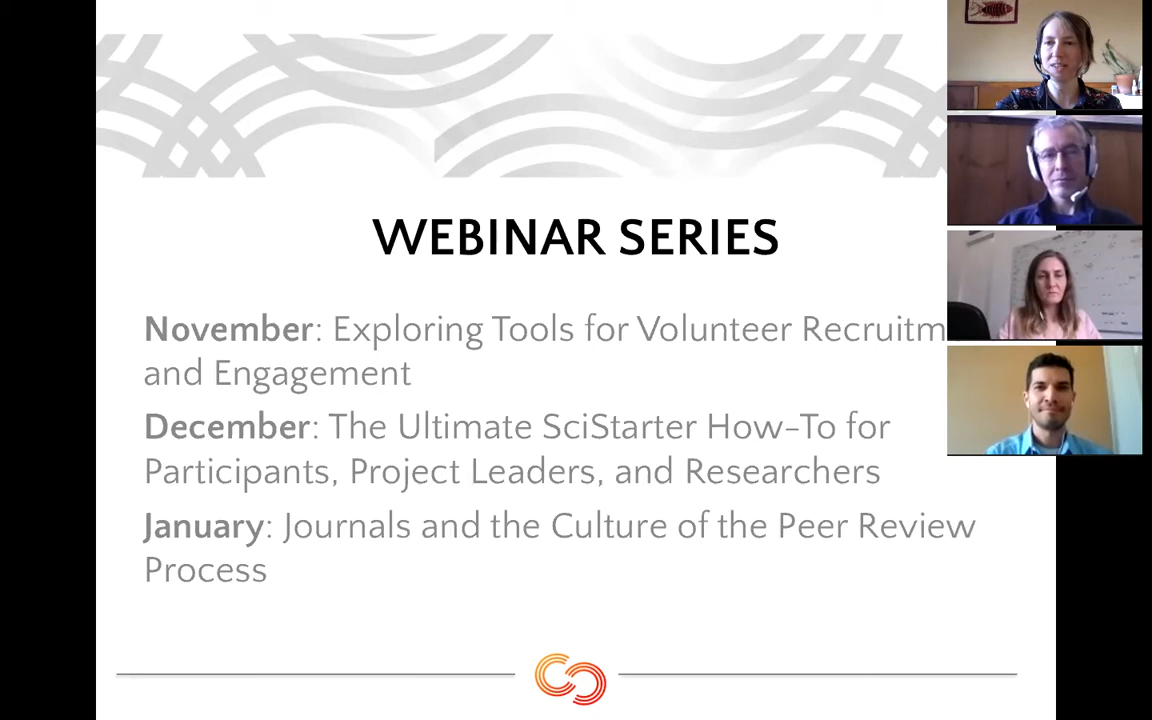 WEBINAR SERIES
November: Exploring Tools for Volunteer
and Engagement
December: The Ultimate SciStarter How-To for
Participants, Project Leaders, and Researchers
January: Journals and the Culture of the Peer Review
Process